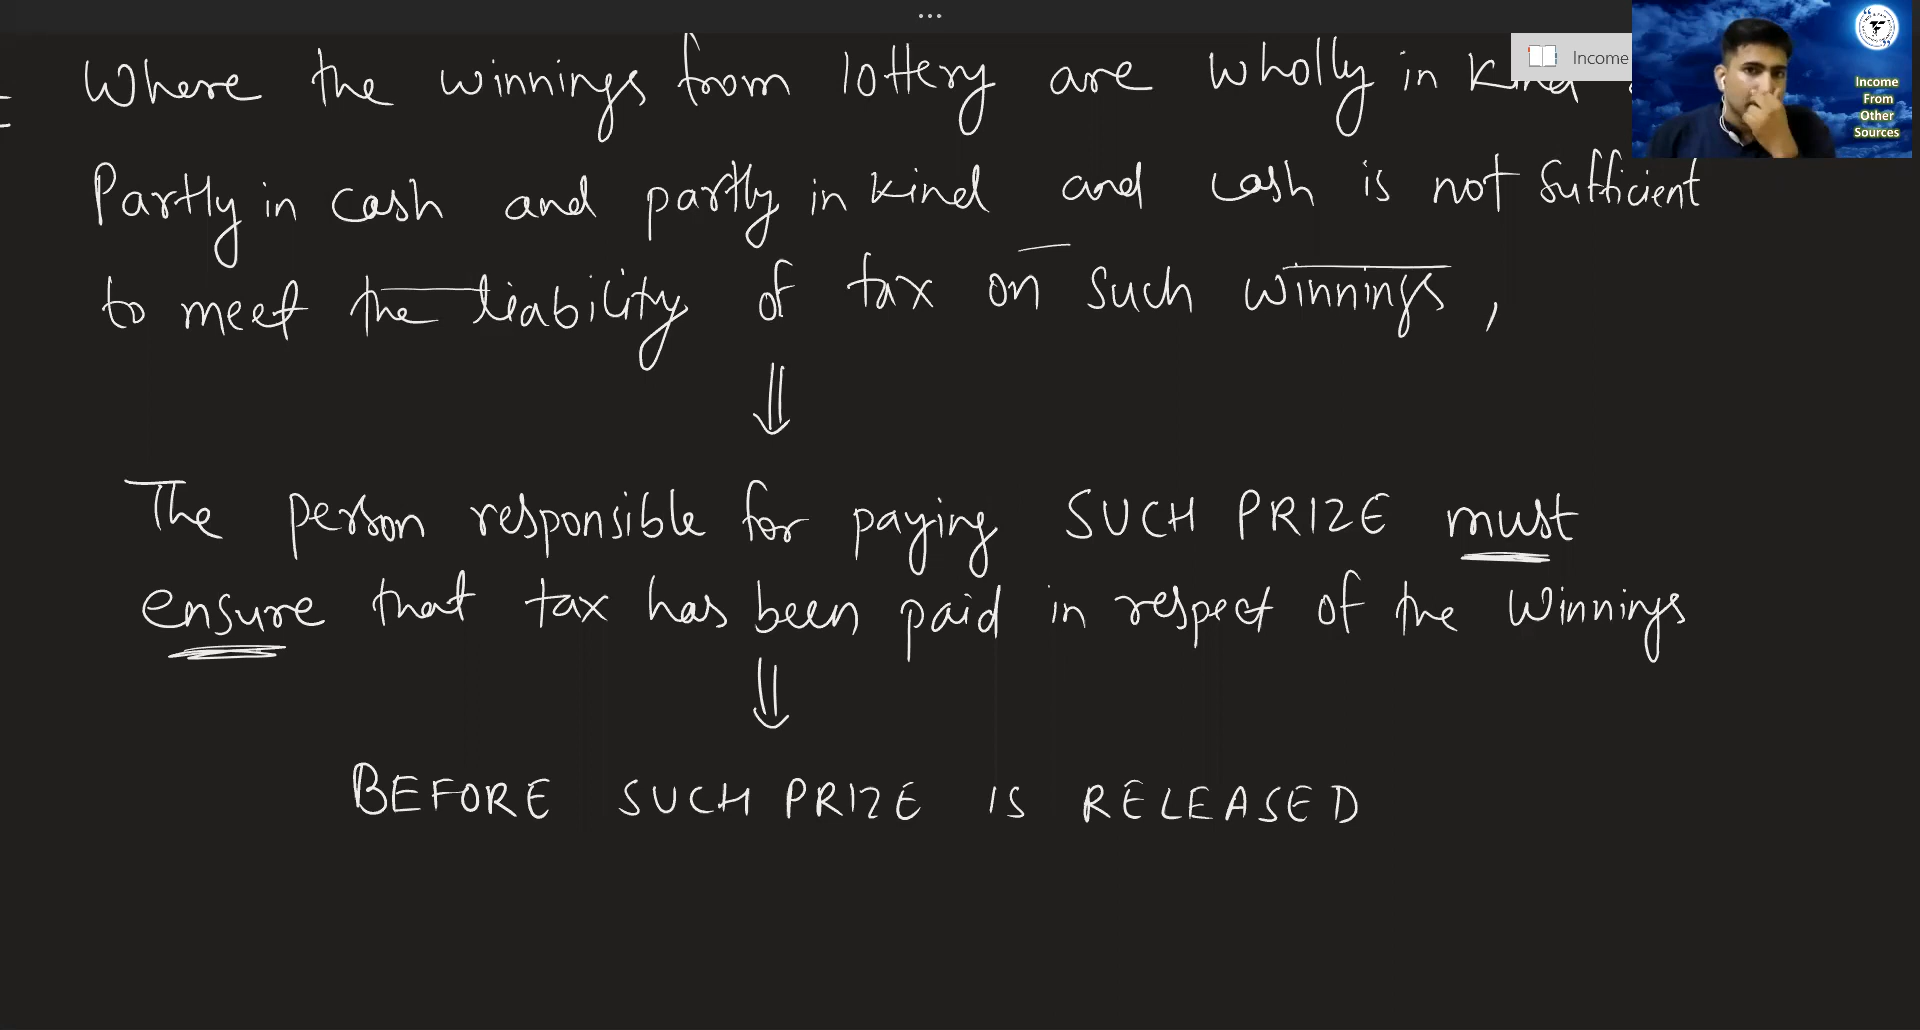 ...
Income
Income
From
Other
Sources
Where the winnings from lottery are wholly in kind
Partly in cash and partly in kind and cash is not sufficient
to meet the liability of tax on such winnings,
The person responsible for paying SUCH PRIZE must
ensure that tax has been paid in respect of the winnings
BEFORE SUCH PRIZE IS RELEASED